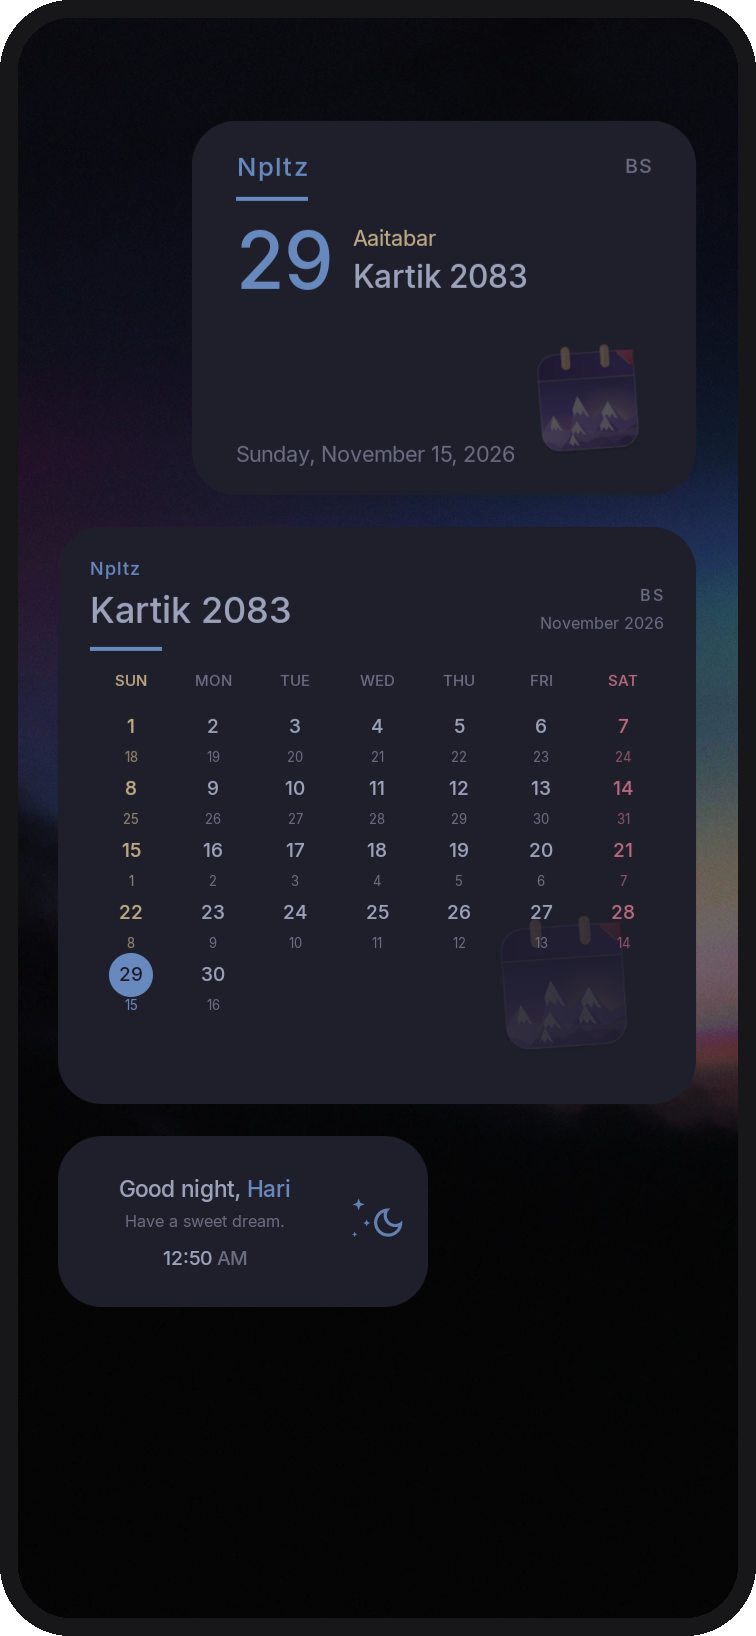 Npltz
BS
29
Aaitabar
Kartik 2083
Sunday, November 15, 2026
Npltz
Kartik 2083
BS
November 2026
SUN MON TUE WED THU FRI SAT
1 2 3 4 5 6 7
18 19 20 21 22 23 24
8 9 10 11 12 13 14
25 26 27 28 29 30 31
15 16 17 18 19 20 21
1 2 3 4 5 6 7
22 23 24 25 26 27 28
8 9 10 11 12 13 14
29 30
15 16
Good night, Hari
Have a sweet dream.
12:50 AM